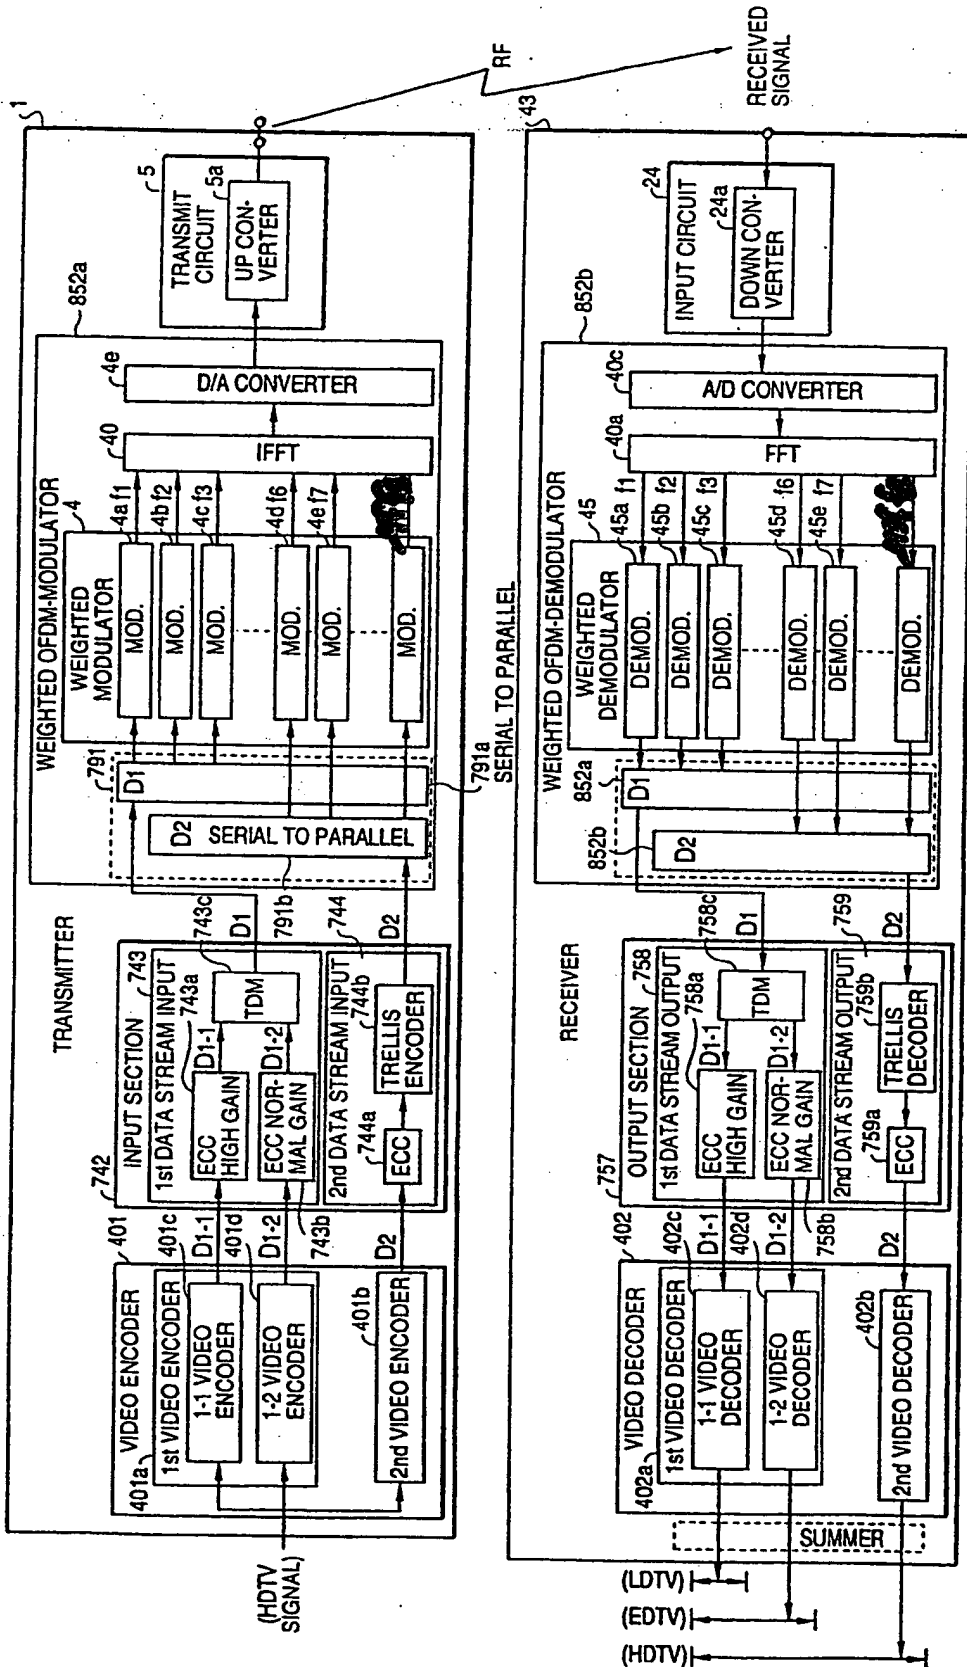 TRANSMITTER
1
(HDTV SIGNAL)
401
VIDEO ENCODER
401a
1st VIDEO ENCODER
401c
1-1 VIDEO ENCODER
401d
1-2 VIDEO ENCODER
401b
2nd VIDEO ENCODER
D1-1
D1-2
D2
742
INPUT SECTION
743
1st DATA STREAM INPUT
743a
ECC HIGH GAIN
743b
ECC NOR-
MAL GAIN
D1-1
D1-2
743c
TDM
D1
2nd DATA STREAM INPUT
744
744a
ECC
744b
TRELLIS ENCODER
D2
852a
WEIGHTED OFDM-MODULATOR
791
D1
791a
SERIAL TO PARALLEL
791b
D2
SERIAL TO PARALLEL
4
WEIGHTED MODULATOR
MOD.
MOD.
MOD.
MOD.
MOD.
MOD.
4a f1
4b f2
4c f3
4d f6
4e f7
40
IFFT
4e
D/A CONVERTER
5
TRANSMIT CIRCUIT
5a
UP CON-
VERTER
RF
RECEIVED SIGNAL
RECEIVER
43
24
INPUT CIRCUIT
24a
DOWN CON-
VERTER
852b
WEIGHTED OFDM-DEMODULATOR
40c
A/D CONVERTER
40a
FFT
45a f1
45b f2
45c f3
45d f6
45e f7
45
WEIGHTED DEMODULATOR
DEMOD.
DEMOD.
DEMOD.
DEMOD.
DEMOD.
DEMOD.
852a
D1
852b
D2
757
OUTPUT SECTION
758
1st DATA STREAM OUTPUT
758a
ECC HIGH GAIN
758b
ECC NOR-
MAL GAIN
D1-1
D1-2
758c
TDM
D1
2nd DATA STREAM OUTPUT
759
759a
ECC
759b
TRELLIS DECODER
D2
D1-1
D1-2
D2
402
VIDEO DECODER
402a
1st VIDEO DECODER
402c
1-1 VIDEO DECODER
402d
1-2 VIDEO DECODER
402b
2nd VIDEO DECODER
SUMMER
(LDTV)
(EDTV)
(HDTV)